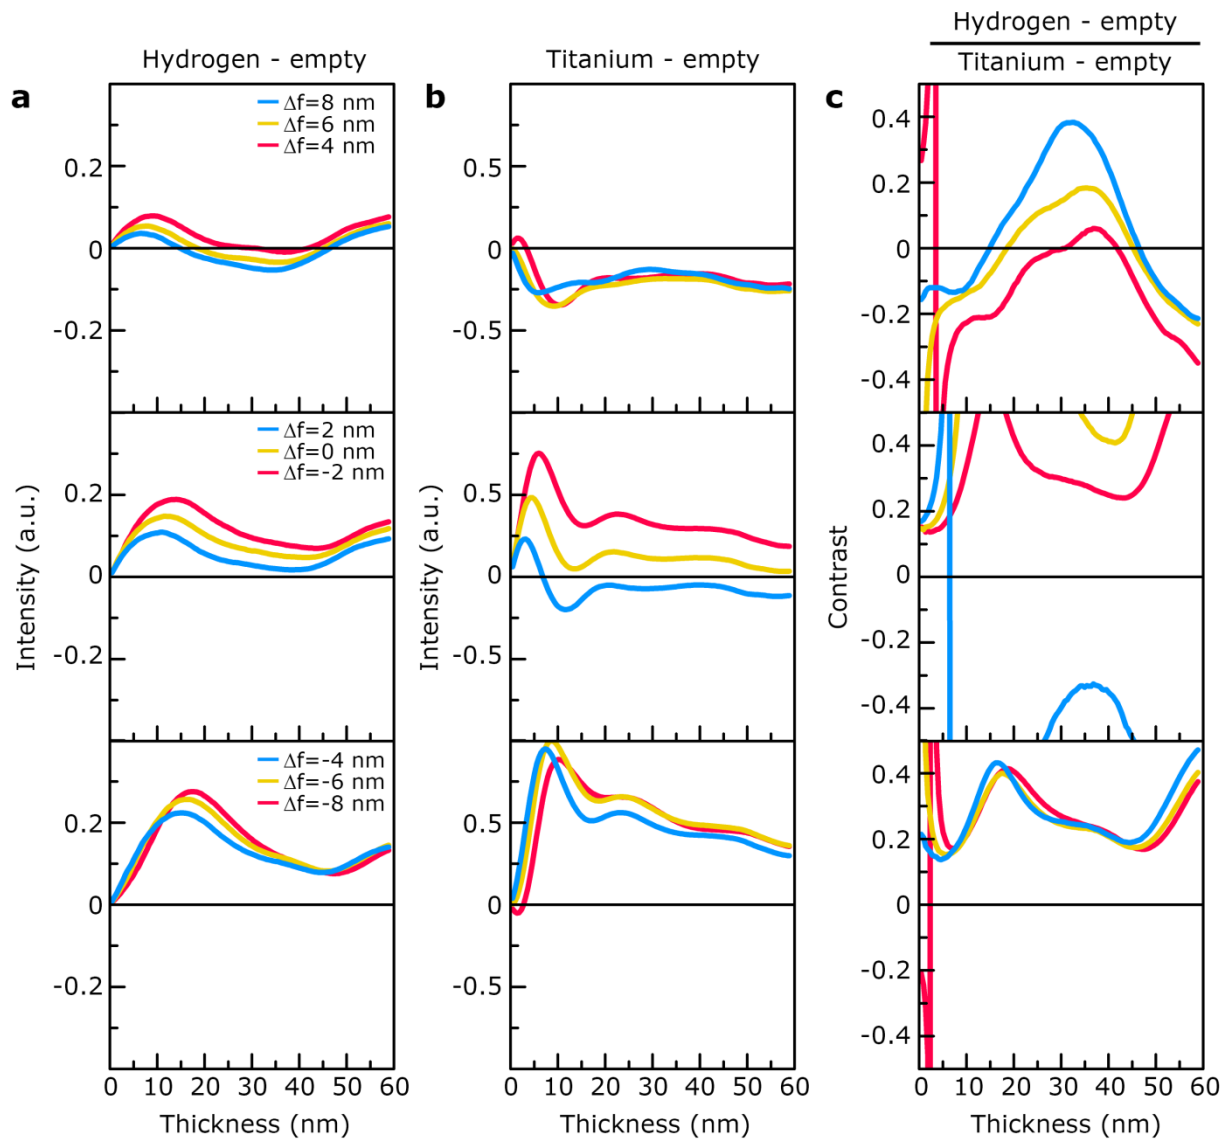 Hydrogen - empty
Titanium - empty
Hydrogen - empty
Titanium - empty
a
b
c
Δf=8 nm
Δf=6 nm
Δf=4 nm
0.2
0
-0.2
0.5
0
-0.5
0.4
0.2
0
-0.2
-0.4
Δf=2 nm
Δf=0 nm
Δf=-2 nm
0.2
0
-0.2
0.5
0
-0.5
0.4
0.2
0
-0.2
-0.4
Intensity (a.u.)
Intensity (a.u.)
Contrast
Δf=-4 nm
Δf=-6 nm
Δf=-8 nm
0.2
0
-0.2
0.5
0
-0.5
0.4
0.2
0
-0.2
-0.4
0 10 20 30 40 50 60
0 10 20 30 40 50 60
0 10 20 30 40 50 60
Thickness (nm)
Thickness (nm)
Thickness (nm)